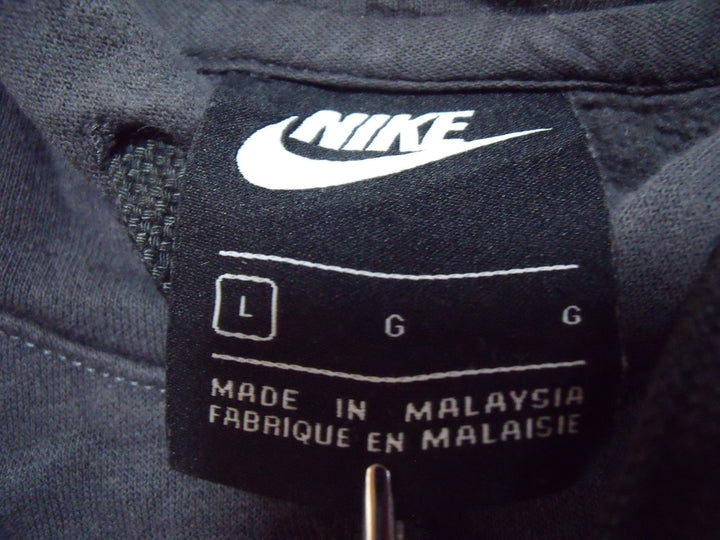 NIKE
L G G
MADE IN MALAYSIA
FABRIQUE EN MALAISIE